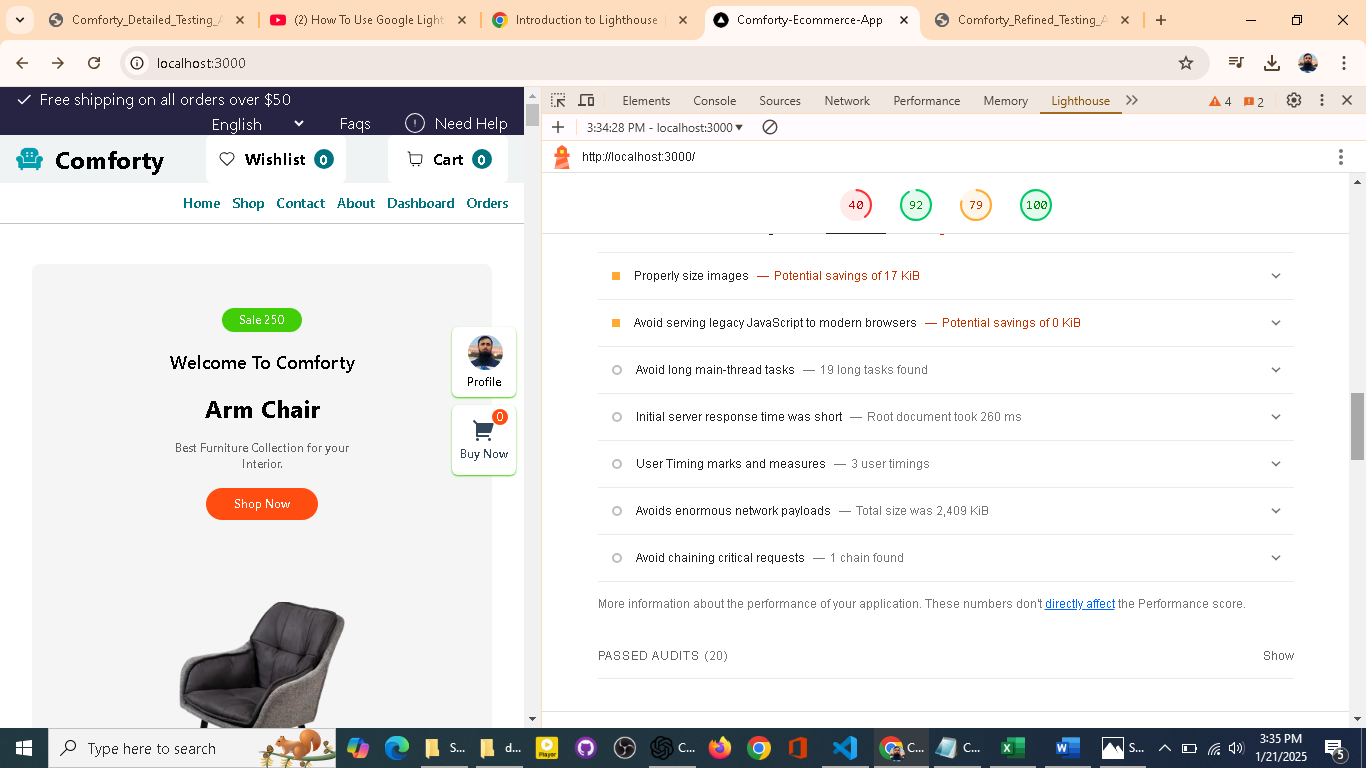 Comforty_Detailed_Testing_
(2) How To Use Google Light
Introduction to Lighthouse
Comforty-Ecommerce-App
Comforty_Refined_Testing_A
localhost:3000
Free shipping on all orders over $50
English Faqs Need Help
Comforty Wishlist 0 Cart 0
Home Shop Contact About Dashboard Orders
Sale 250
Welcome To Comforty
Arm Chair
Best Furniture Collection for your
Interior.
Shop Now
Profile
0
Buy Now
Elements Console Sources Network Performance Memory Lighthouse 4 2
3:34:28 PM - localhost:3000
http://localhost:3000/
40 92 79 100
Properly size images — Potential savings of 17 KiB
Avoid serving legacy JavaScript to modern browsers — Potential savings of 0 KiB
Avoid long main-thread tasks — 19 long tasks found
Initial server response time was short — Root document took 260 ms
User Timing marks and measures — 3 user timings
Avoids enormous network payloads — Total size was 2,409 KiB
Avoid chaining critical requests — 1 chain found
More information about the performance of your application. These numbers don't directly affect the Performance score.
PASSED AUDITS (20) Show
Type here to search
S...
d...
Player
C...
C...
C...
S...
3:35 PM
1/21/2025
5